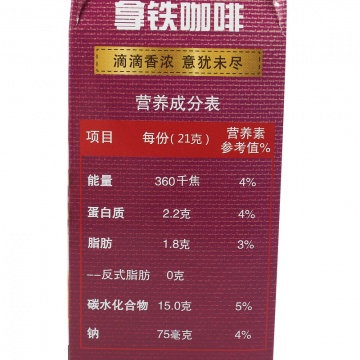 拿铁咖啡
滴滴香浓 意犹未尽
营养成分表
项目 每份(21克) 营养素参考值%
能量 360千焦 4%
蛋白质 2.2克 4%
脂肪 1.8克 3%
--反式脂肪 0克
碳水化合物 15.0克 5%
钠 75毫克 4%